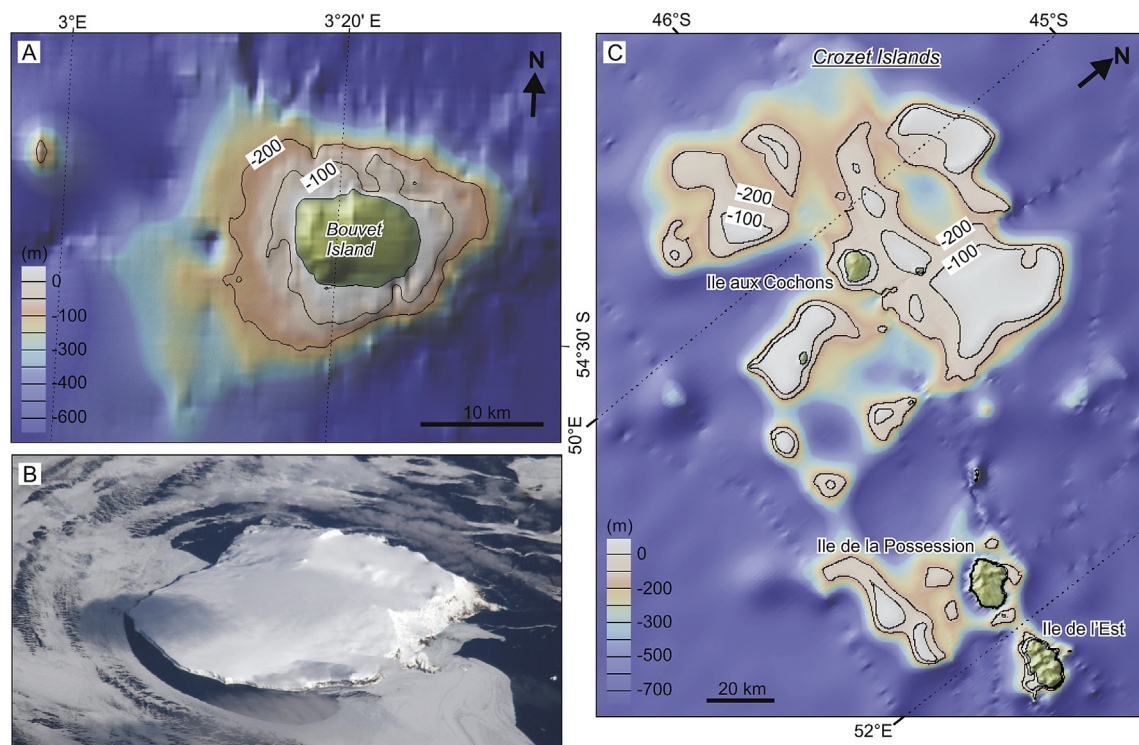 3°E
3°20' E
A
N
-200
-100
Bouvet
Island
(m)
0
-100
-300
-400
-600
10 km
54°30' S
B
46°S
45°S
C
Crozet Islands
N
-200
-100
-200
-100
Ile aux Cochons
50°E
(m)
0
-200
-300
-500
-700
Ile de la Possession
Ile de l'Est
20 km
52°E